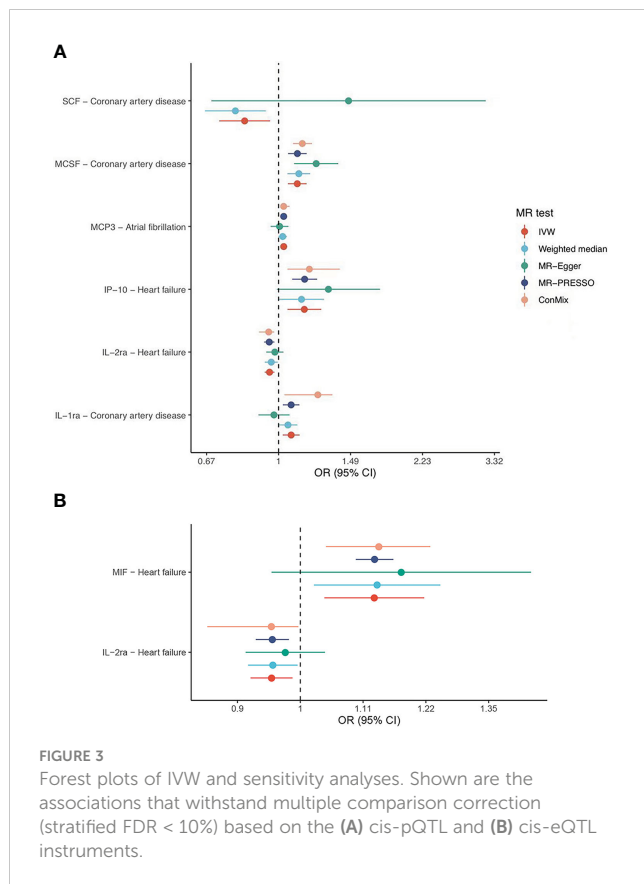 A
SCF – Coronary artery disease
MCSF – Coronary artery disease
MCP3 – Atrial fibrillation
IP-10 – Heart failure
IL-2ra – Heart failure
IL-1ra – Coronary artery disease
0.67 1 1.49 2.23 3.32
OR (95% CI)
MR test
IVW
Weighted median
MR-Egger
MR-PRESSO
ConMix
B
MIF – Heart failure
IL-2ra – Heart failure
0.9 1 1.11 1.22 1.35
OR (95% CI)
FIGURE 3
Forest plots of IVW and sensitivity analyses. Shown are the
associations that withstand multiple comparison correction
(stratified FDR < 10%) based on the (A) cis-pQTL and (B) cis-eQTL
instruments.